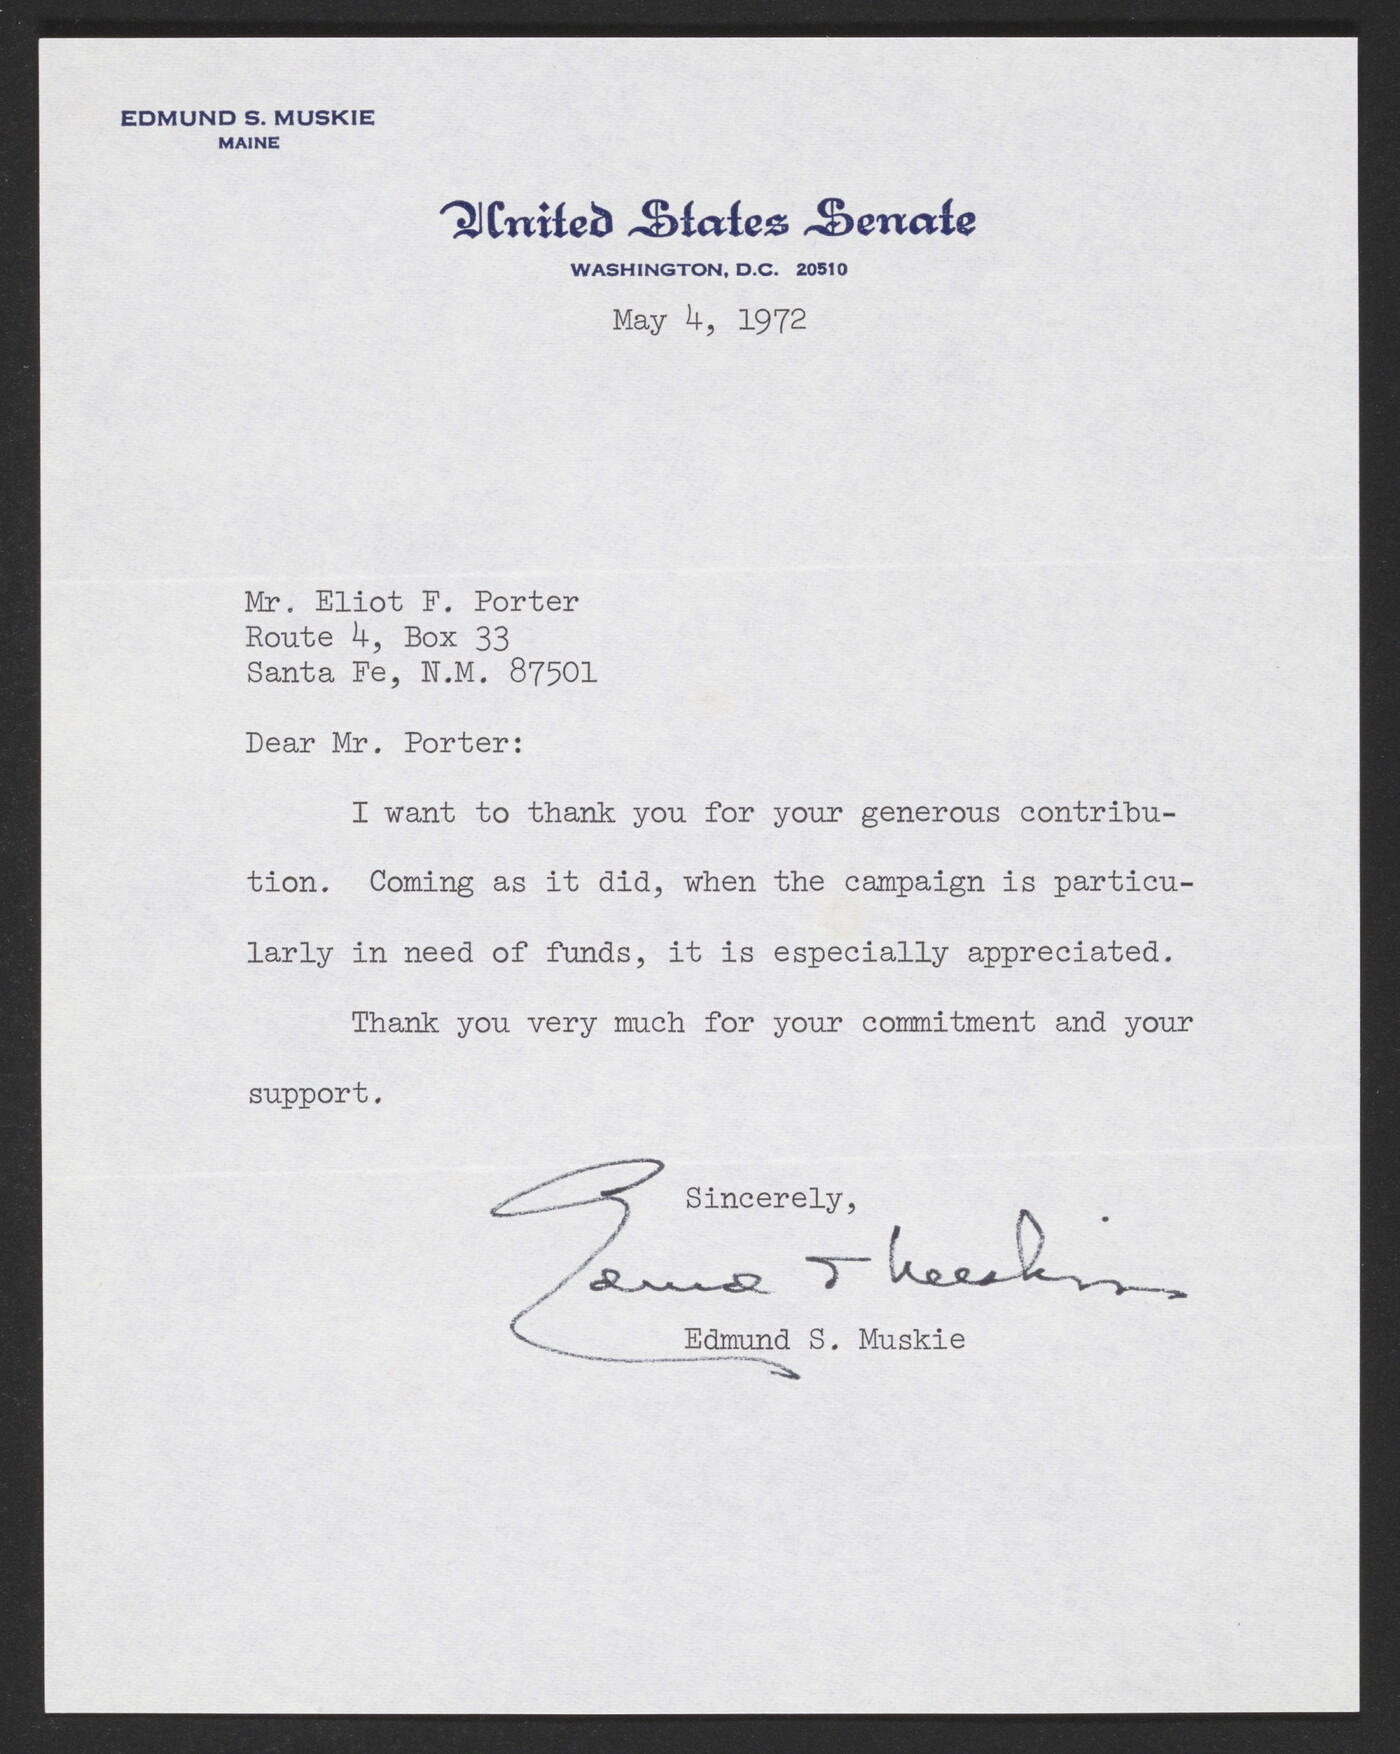 EDMUND S. MUSKIE
MAINE
United States Senate
WASHINGTON, D.C. 20510
May 4, 1972
Mr. Eliot F. Porter
Route 4, Box 33
Santa Fe, N.M. 87501
Dear Mr. Porter:
I want to thank you for your generous contribu-
tion. Coming as it did, when the campaign is particu-
larly in need of funds, it is especially appreciated.
Thank you very much for your commitment and your
support.
Sincerely,
Edmund S. Muskie
Edmund S. Muskie